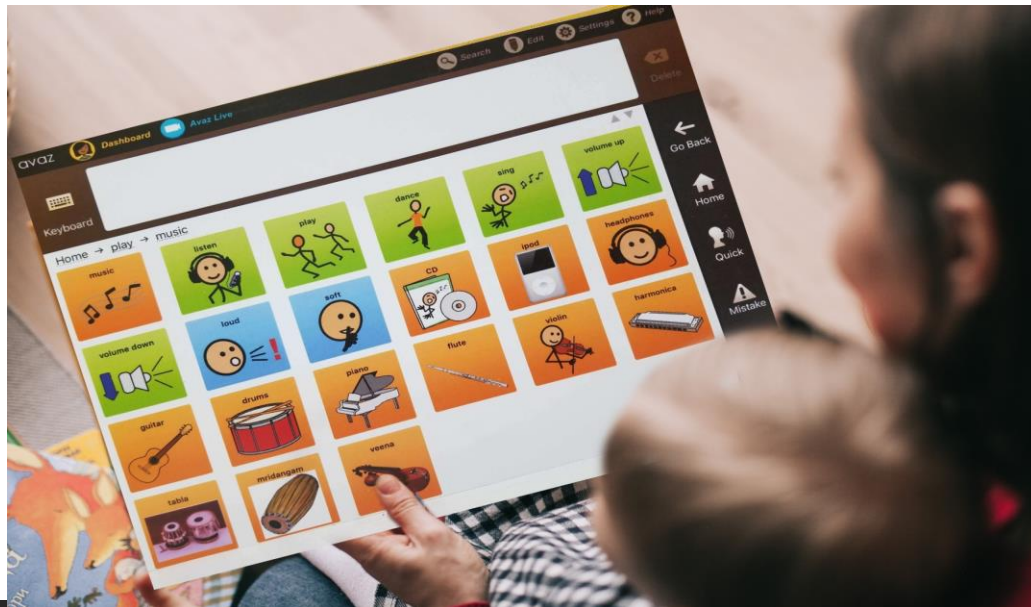 avaz Dashboard Avaz Live Search Edit Settings Help
Keyboard Delete
Home → play → music
music listen play dance sing volume up
volume down loud soft CD ipod headphones
guitar drums piano flute violin harmonica
tabla mridangam veena
Go Back
Home
Quick
Mistake